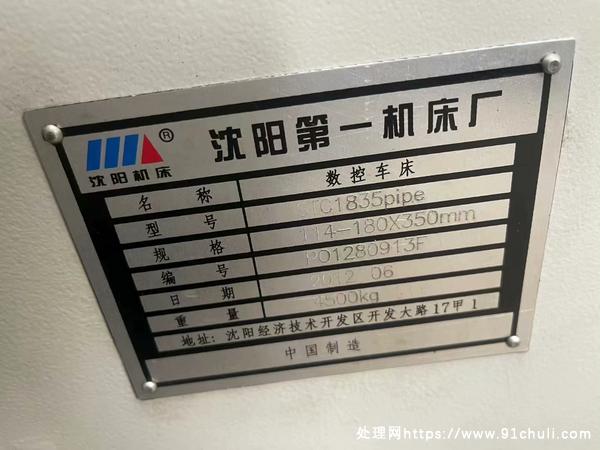 沈阳机床®
沈阳第一机床厂
名称 数控车床
型号 ETC1835pipe
规格 114-180X350mm
编号 P01280913F
日期 2012 06
重量 4500kg
地址: 沈阳经济技术开发区开发大路17甲1
中国制造
处理网https://www.91chuli.com